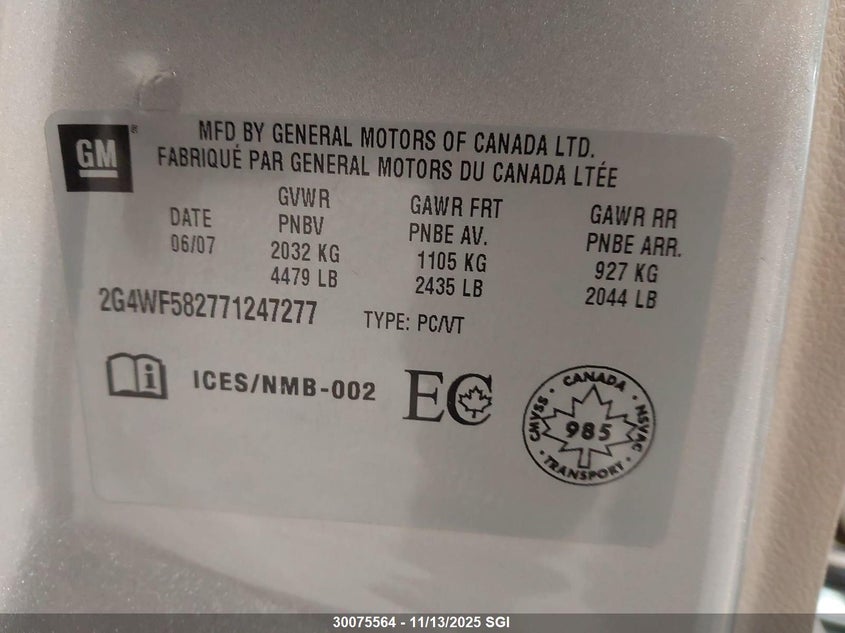 GM
MFD BY GENERAL MOTORS OF CANADA LTD.
FABRIQUÉ PAR GENERAL MOTORS DU CANADA LTÉE
DATE
06/07
GVWR
PNBV
2032 KG
4479 LB
GAWR FRT
PNBE AV.
1105 KG
2435 LB
GAWR RR
PNBE ARR.
927 KG
2044 LB
2G4WF582771247277
TYPE: PC/VT
i ICES/NMB-002
EC
CANADA
CMVSS
985
NSVAC
TRANSPORT
30075564 - 11/13/2025 SGI